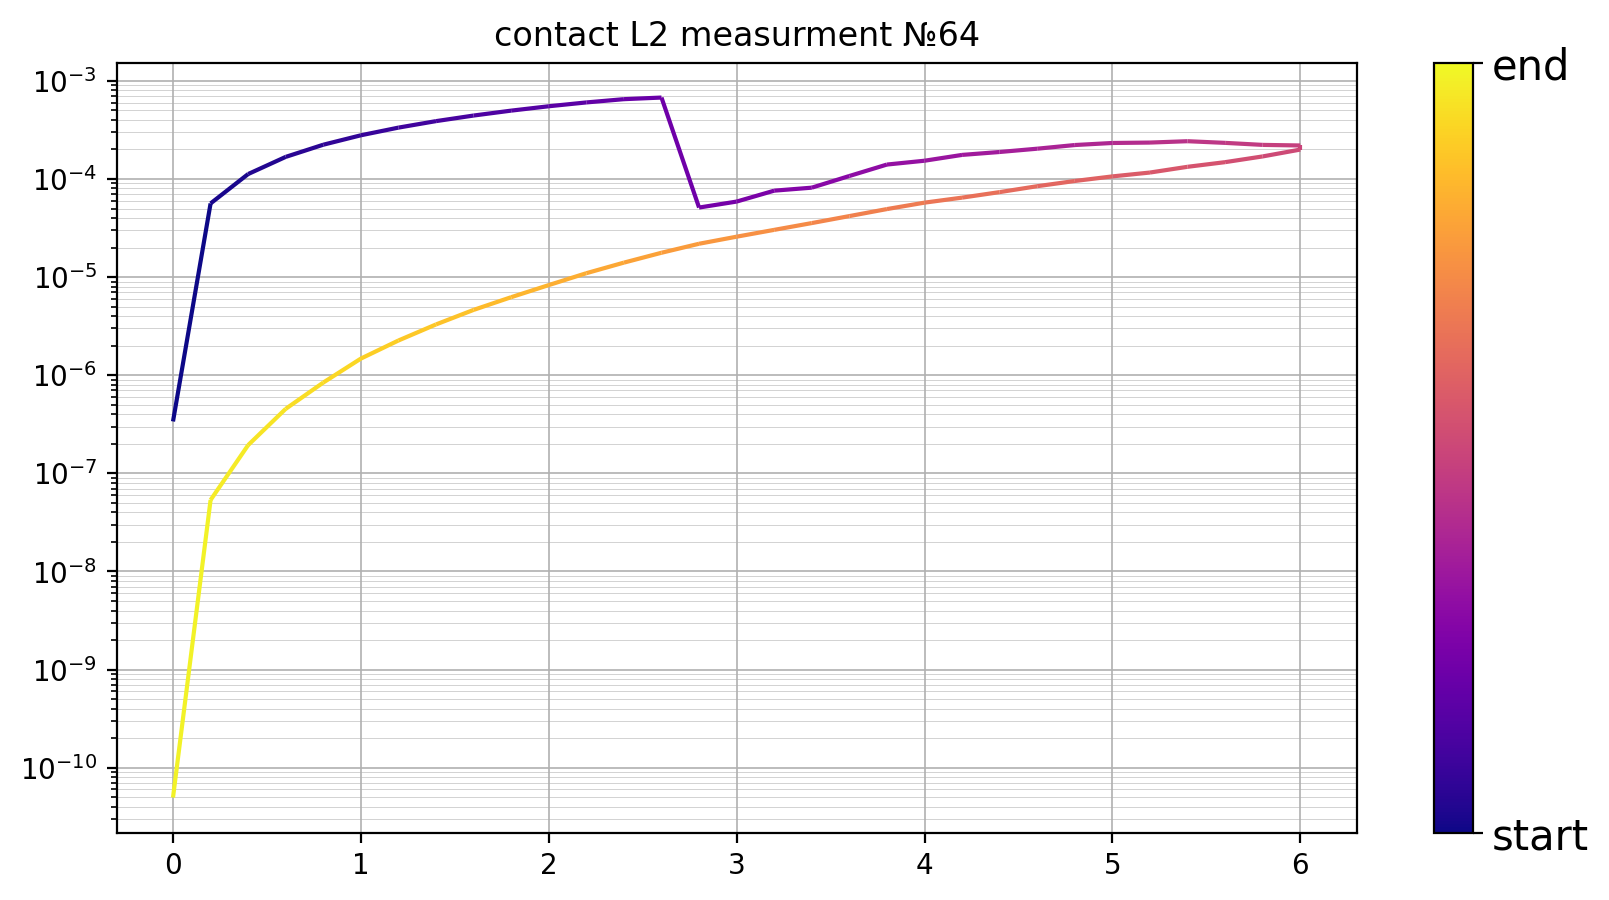 contact L2 measurment №64
10⁻³
10⁻⁴
10⁻⁵
10⁻⁶
10⁻⁷
10⁻⁸
10⁻⁹
10⁻¹⁰
0 1 2 3 4 5 6
end
start